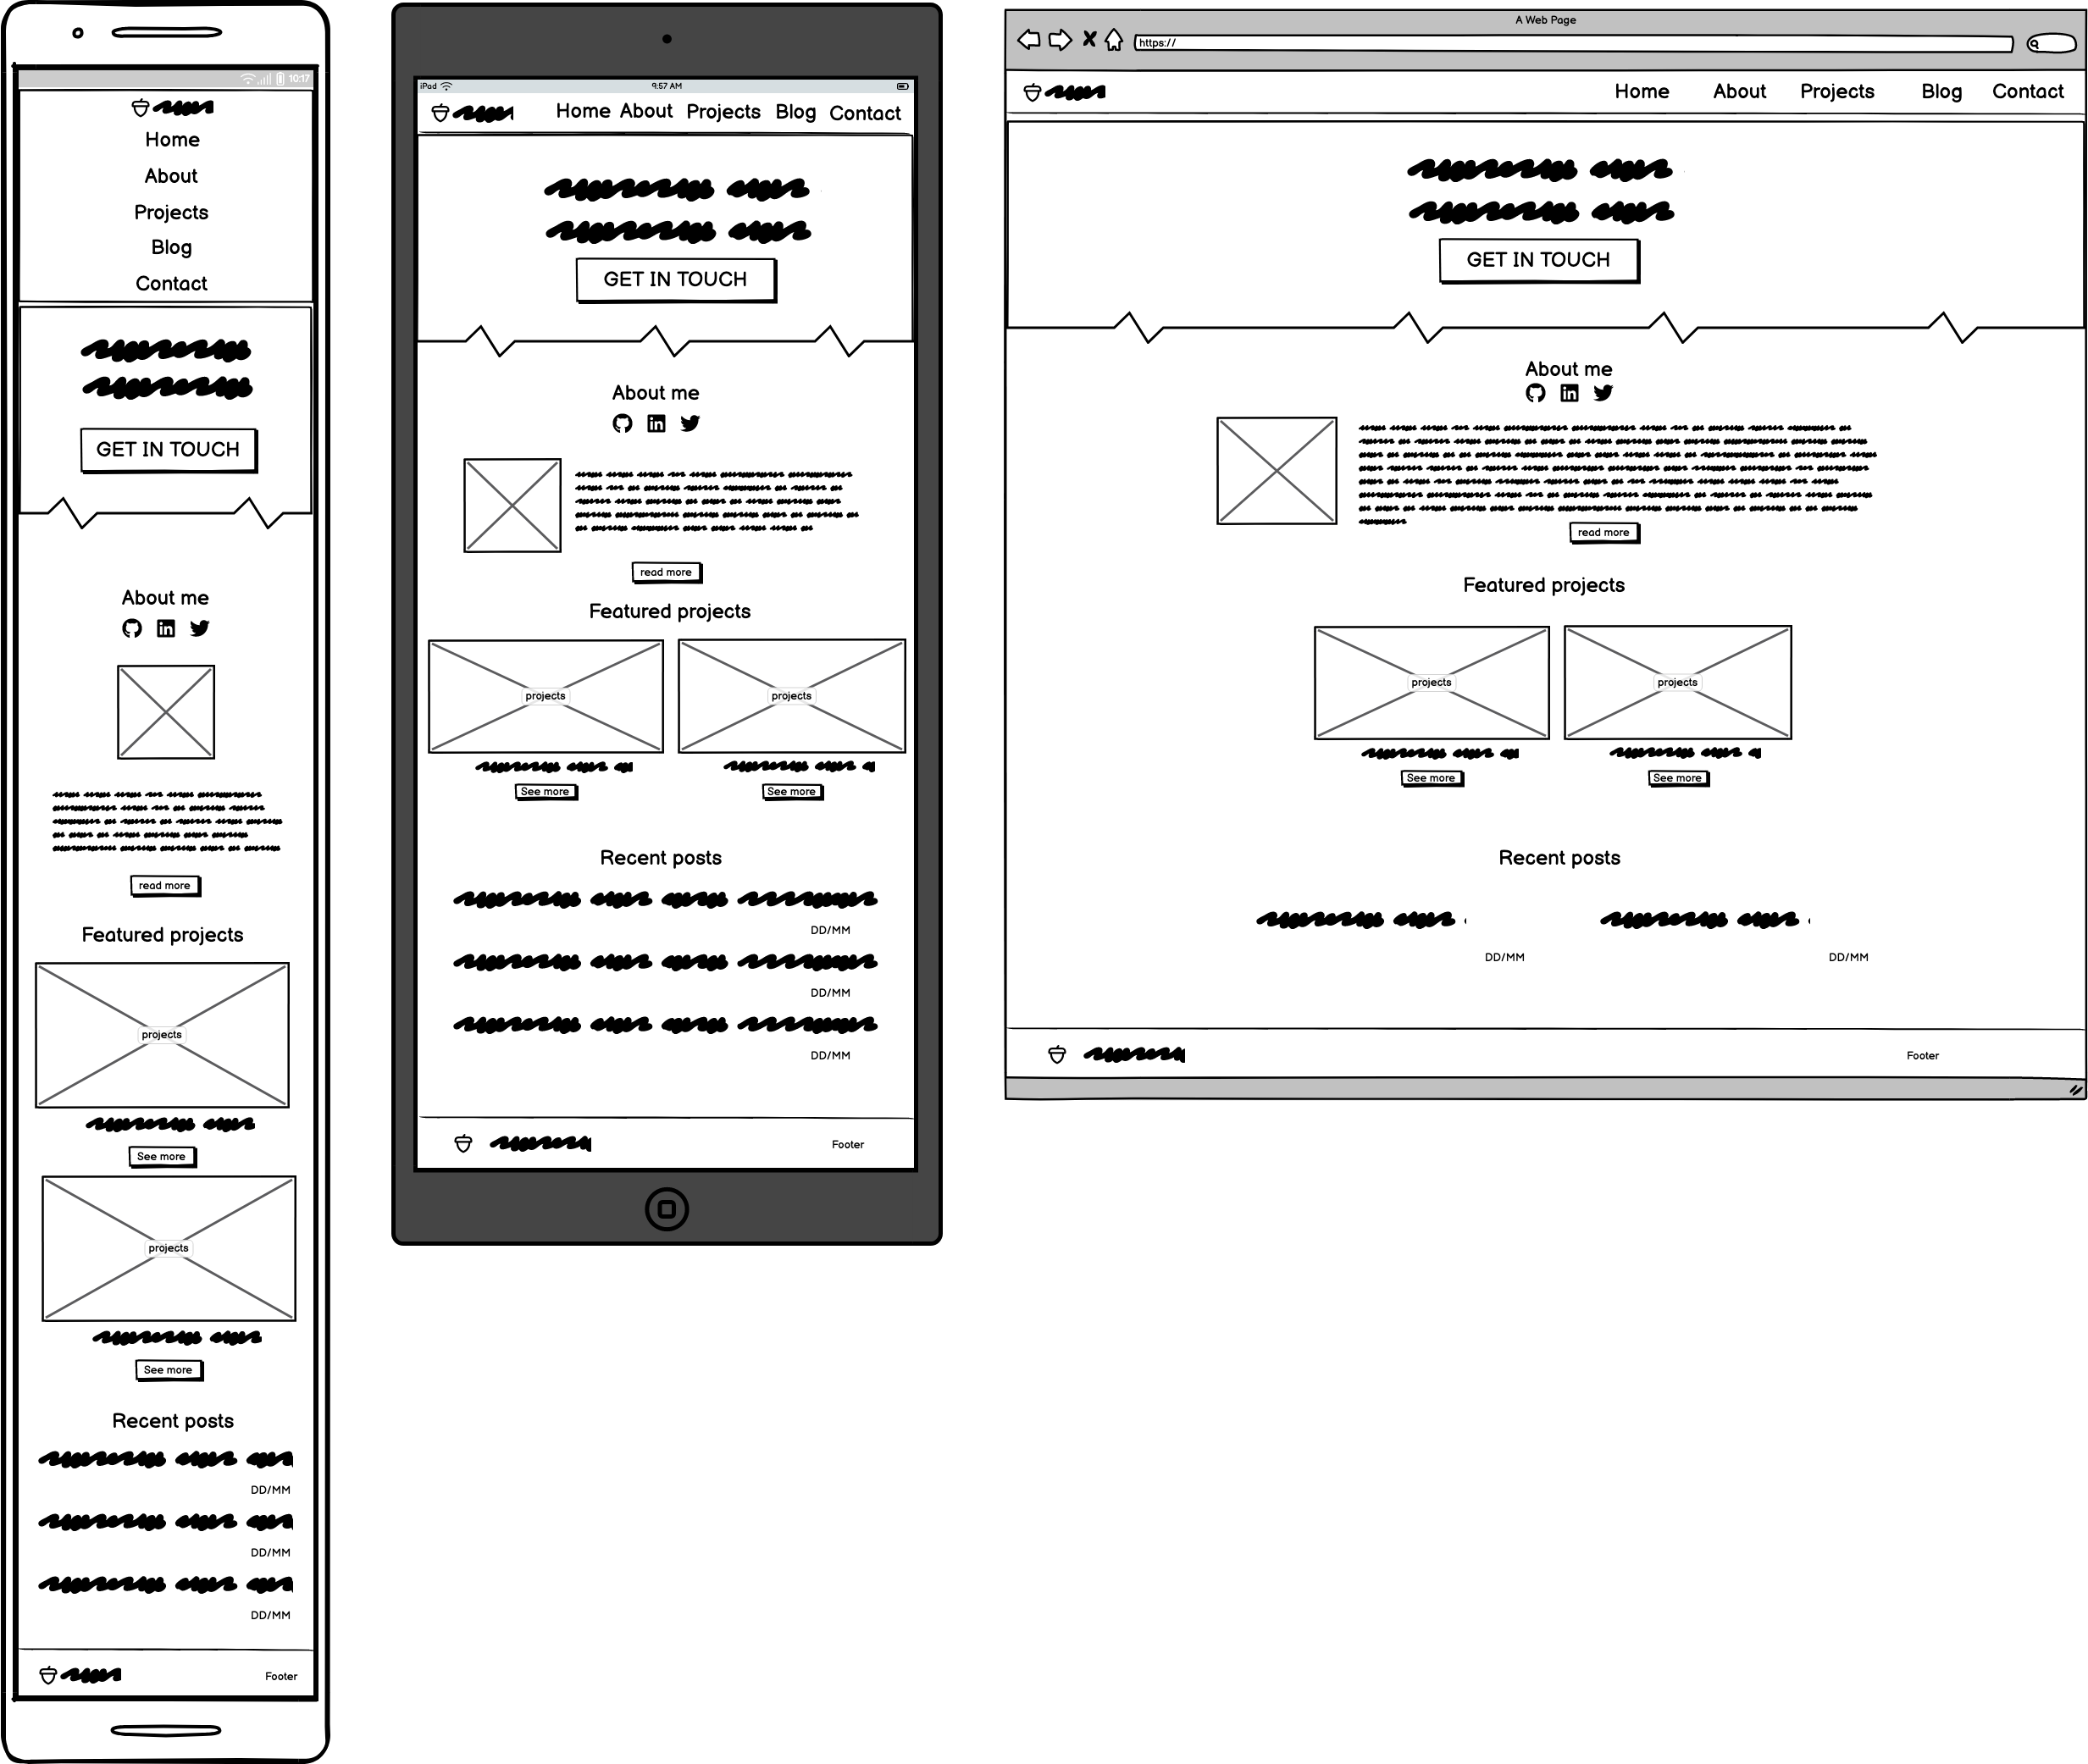 10:17
Home
About
Projects
Blog
Contact
GET IN TOUCH
About me
read more
Featured projects
projects
See more
projects
See more
Recent posts
DD/MM
DD/MM
DD/MM
Footer
iPad 9:57 AM
Home About Projects Blog Contact
GET IN TOUCH
About me
read more
Featured projects
projects projects
See more See more
Recent posts
DD/MM
DD/MM
DD/MM
Footer
A Web Page
https://
Home About Projects Blog Contact
GET IN TOUCH
About me
read more
Featured projects
projects projects
See more See more
Recent posts
DD/MM DD/MM
Footer